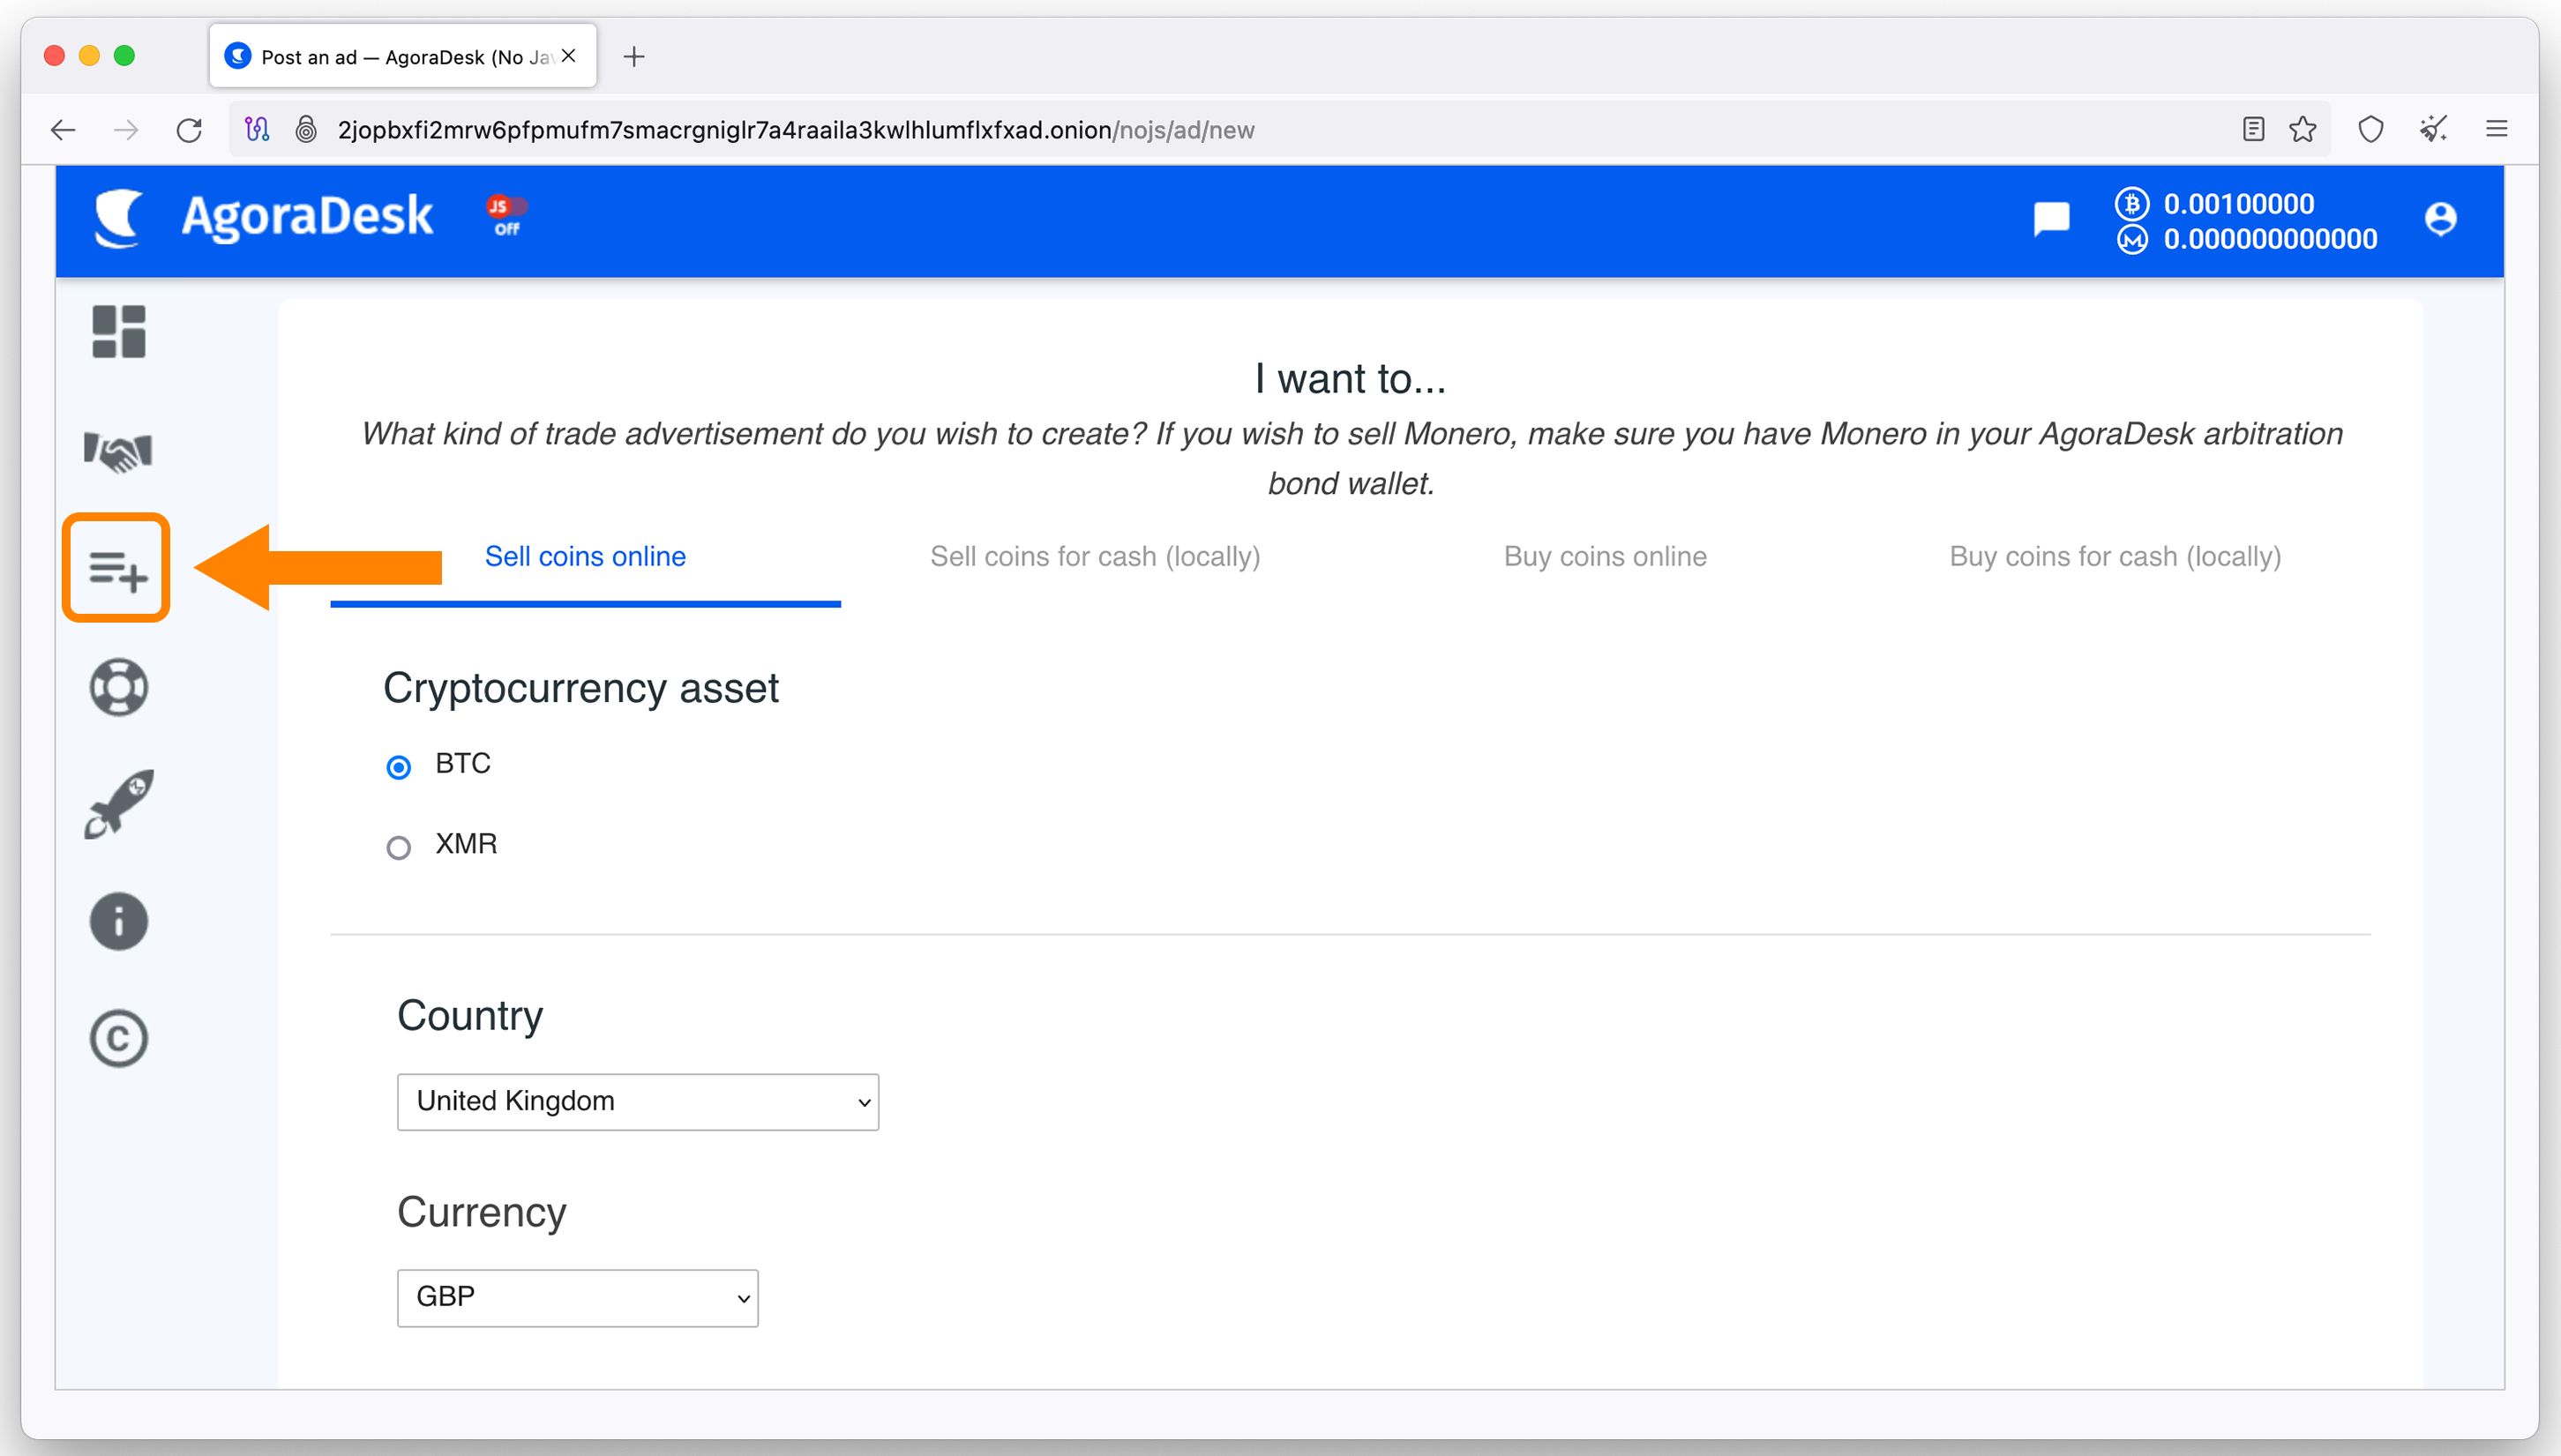 Post an ad — AgoraDesk (No Jav
2jopbxfi2mrw6pfpmufm7smacrgniglr7a4raaila3kwlhlumflxfxad.onion/nojs/ad/new
AgoraDesk
JS
Off
0.00100000
0.000000000000
I want to...
What kind of trade advertisement do you wish to create? If you wish to sell Monero, make sure you have Monero in your AgoraDesk arbitration
bond wallet.
Sell coins online
Sell coins for cash (locally)
Buy coins online
Buy coins for cash (locally)
Cryptocurrency asset
BTC
XMR
Country
United Kingdom
Currency
GBP